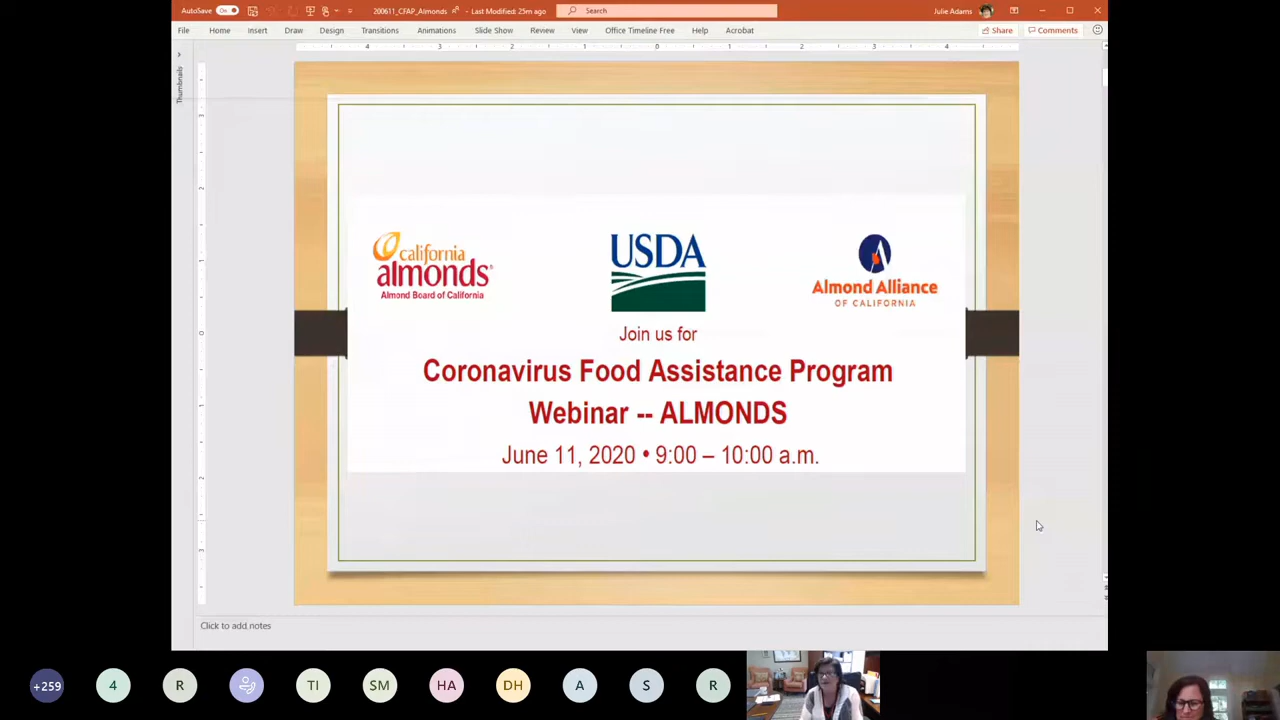 AutoSave On 200611_CFAP_Almonds - Last Modified: 25m ago Search Julie Adams
File Home Insert Draw Design Transitions Animations Slide Show Review View Office Timeline Free Help Acrobat Share Comments
Thumbnails
california
almonds®
Almond Board of California
USDA
Almond Alliance
OF CALIFORNIA
Join us for
Coronavirus Food Assistance Program
Webinar -- ALMONDS
June 11, 2020 • 9:00 – 10:00 a.m.
Click to add notes
+259 4 R TI SM HA DH A S R